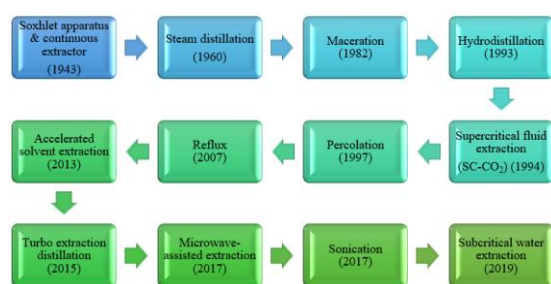 Soxhlet apparatus
& continuous
extractor
(1943)
Steam distillation
(1960)
Maceration
(1982)
Hydrodistillation
(1993)
Supercritical fluid
extraction
(SC-CO₂) (1994)
Percolation
(1997)
Reflux
(2007)
Accelerated
solvent extraction
(2013)
Turbo extraction
distillation
(2015)
Microwave-
assisted extraction
(2017)
Sonication
(2017)
Subcritical water
extraction
(2019)